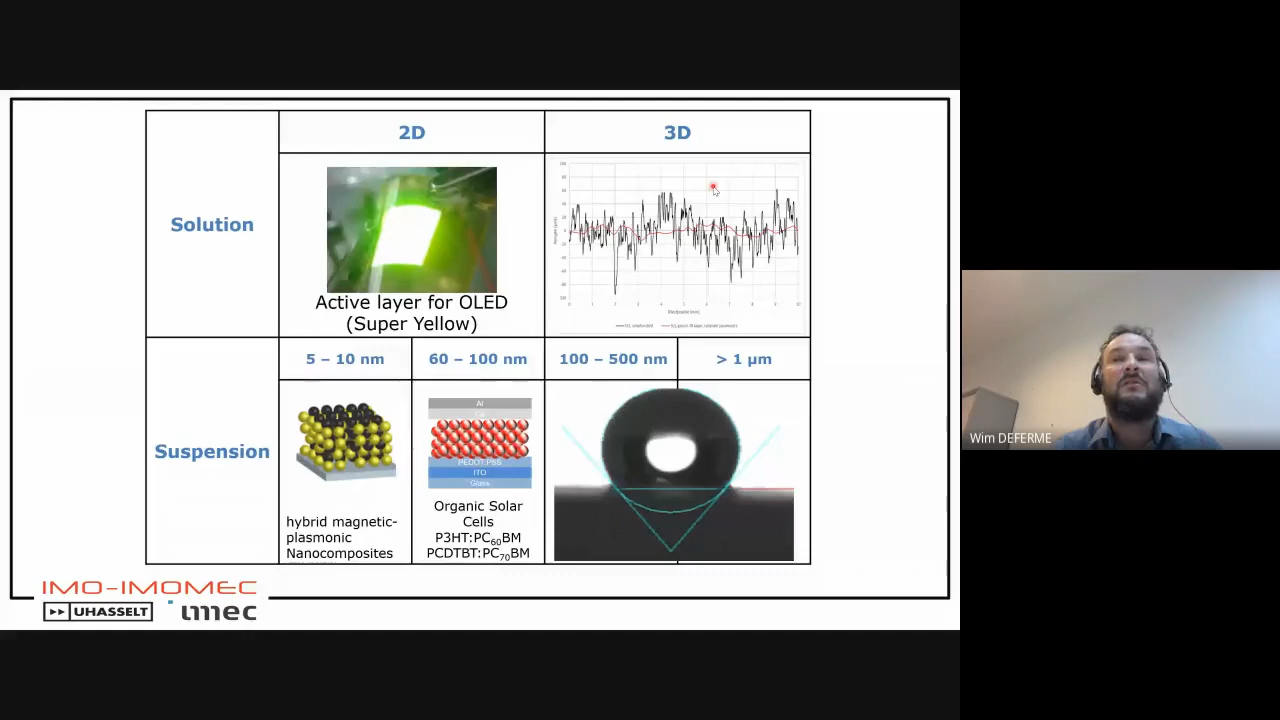 2D
3D
Solution
Active layer for OLED
(Super Yellow)
5 – 10 nm
60 – 100 nm
100 – 500 nm
> 1 µm
Suspension
Al
Ca
PEDOT:PSS
ITO
Glass
hybrid magnetic-
plasmonic
Nanocomposites
Organic Solar
Cells
P3HT:PC60BM
PCDTBT:PC70BM
IMO-IMOMEC
UHASSELT
imec
Wim DEFERME